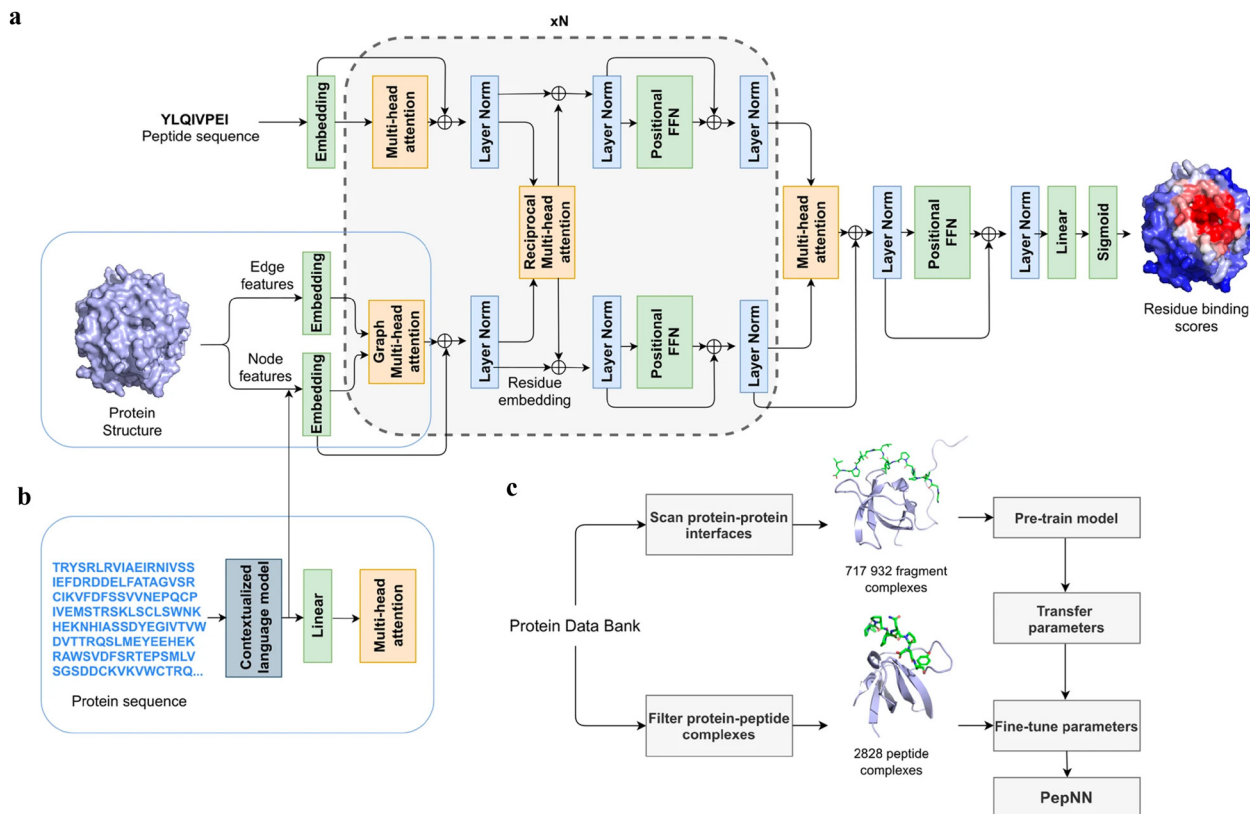 a
xN
YLQIVPEI
Peptide sequence
Embedding
Multi-head
attention
Layer Norm
Layer Norm
Positional
FFN
Layer Norm
Reciprocal
Multi-head
attention
Multi-head
attention
Layer Norm
Positional
FFN
Layer Norm
Linear
Sigmoid
Residue binding
scores
Edge
features
Embedding
Node
features
Embedding
Graph
Multi-head
attention
Layer Norm
Residue
embedding
Layer Norm
Positional
FFN
Layer Norm
Protein
Structure
b
TRYSRLRVIAEIRNIVSS
IEFDRDDELFATAGVSR
CIKVFDFSSVVNEPQCP
IVEMSTRSKLSCLSWNK
HEKNHIASSDYEGIVTVW
DVTTRQSLMEYEEHEK
RAWSVDFSRTEPSMLV
SGSDDCKVKVWCTRQ...
Protein sequence
Contextualized
language model
Linear
Multi-head
attention
c
Protein Data Bank
Scan protein-protein
interfaces
717 932 fragment
complexes
Pre-train model
Transfer
parameters
Filter protein-peptide
complexes
2828 peptide
complexes
Fine-tune parameters
PepNN